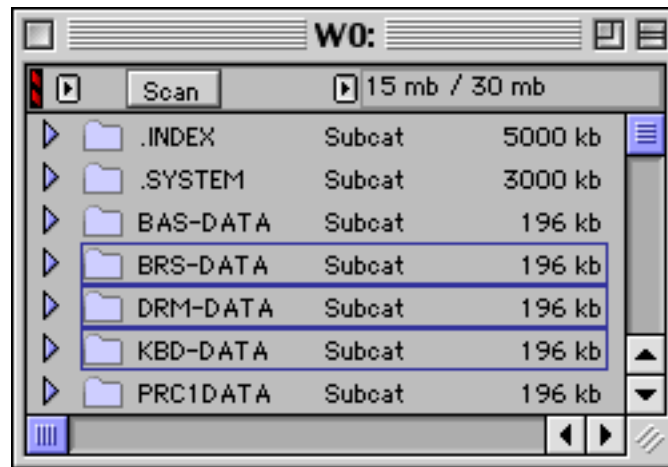 W0:
Scan 15 mb / 30 mb
.INDEX Subcat 5000 kb
.SYSTEM Subcat 3000 kb
BAS-DATA Subcat 196 kb
BRS-DATA Subcat 196 kb
DRM-DATA Subcat 196 kb
KBD-DATA Subcat 196 kb
PRC1DATA Subcat 196 kb